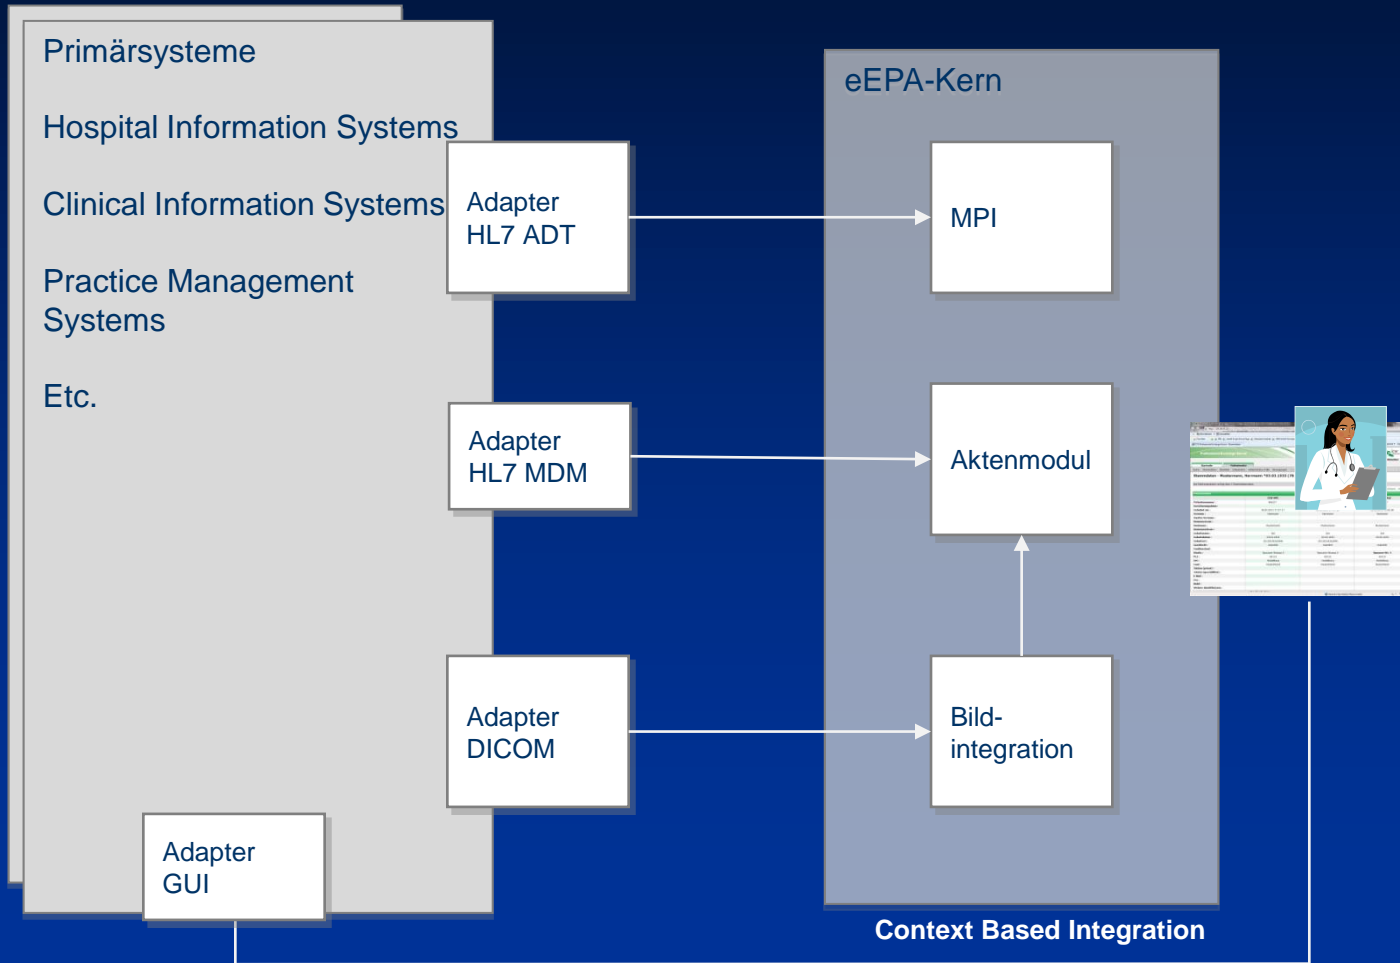 Primärsysteme
Hospital Information Systems
Clinical Information Systems
Practice Management
Systems
Etc.
Adapter
HL7 ADT
Adapter
HL7 MDM
Adapter
DICOM
Adapter
GUI
eEPA-Kern
MPI
Aktenmodul
Bild-
integration
Context Based Integration